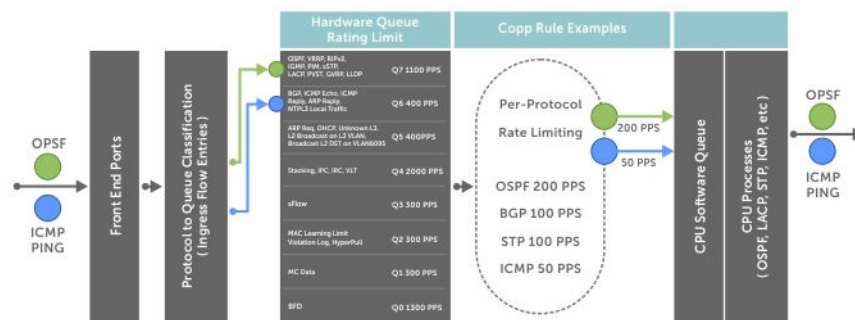 Hardware Queue
Rating Limit
Copp Rule Examples
OPSF
ICMP
PING
Front End Ports
Protocol to Queue Classification
( Ingress Flow Entries )
OSPF, VRRP, RIPv2,
IGMP, PIM, xSTP,
LACP, PVST, GVRP, LLDP
Q7 1100 PPS
BGP, ICMP Echo, ICMP
Reply, ARP Reply,
NTPL3 Local Traffic
Q6 400 PPS
ARP Req, DHCP, Unknown L3,
L2 Broadcast on L3 VLAN,
Broadcast L2 DST on VLAN6095
Q5 400PPS
Stacking, IPC, IRC, VLT
Q4 2000 PPS
sFlow
Q3 300 PPS
MAC Learning Limit
Violation Log, HyperPull
Q2 300 PPS
MC Data
Q1 300 PPS
BFD
Q0 1300 PPS
Per-Protocol
Rate Limiting
OSPF 200 PPS
BGP 100 PPS
STP 100 PPS
ICMP 50 PPS
200 PPS
50 PPS
CPU Software Queue
CPU Processes
( OSPF, LACP, STP, ICMP, etc )
OPSF
ICMP
PING